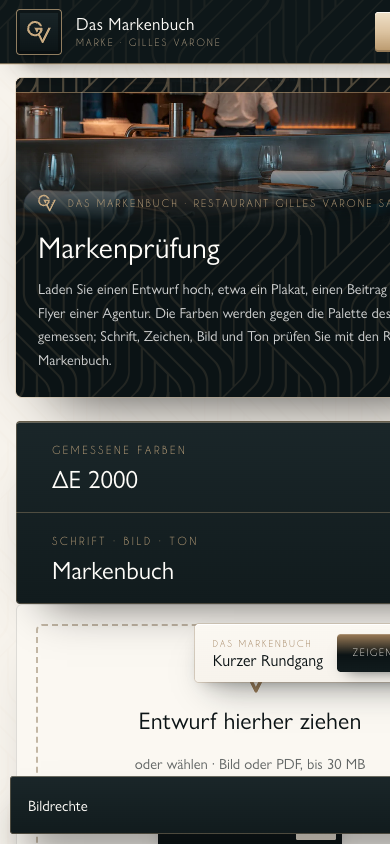 GV
Das Markenbuch
MARKE · GILLES VARONE
GV
DAS MARKENBUCH · RESTAURANT GILLES VARONE SA
Markenprüfung
Laden Sie einen Entwurf hoch, etwa ein Plakat, einen Beitrag
Flyer einer Agentur. Die Farben werden gegen die Palette des
gemessen; Schrift, Zeichen, Bild und Ton prüfen Sie mit den R
Markenbuch.
GEMESSENE FARBEN
ΔE 2000
SCHRIFT · BILD · TON
Markenbuch
DAS MARKENBUCH
Kurzer Rundgang
ZEIGEN
Entwurf hierher ziehen
oder wählen · Bild oder PDF, bis 30 MB
Bildrechte